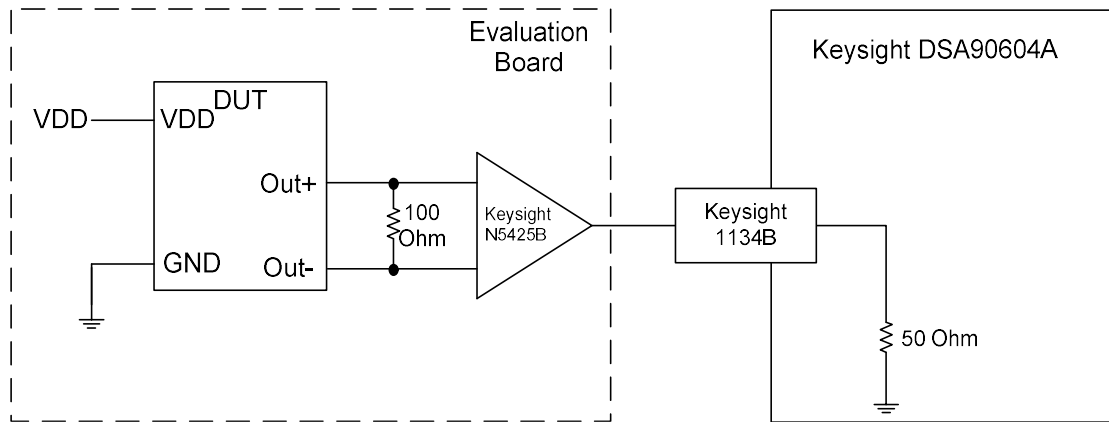 Evaluation
Board
Keysight DSA90604A
DUT
VDD
VDD
Out+
Keysight
N5425B
100
Ohm
Keysight
1134B
GND
Out-
50 Ohm